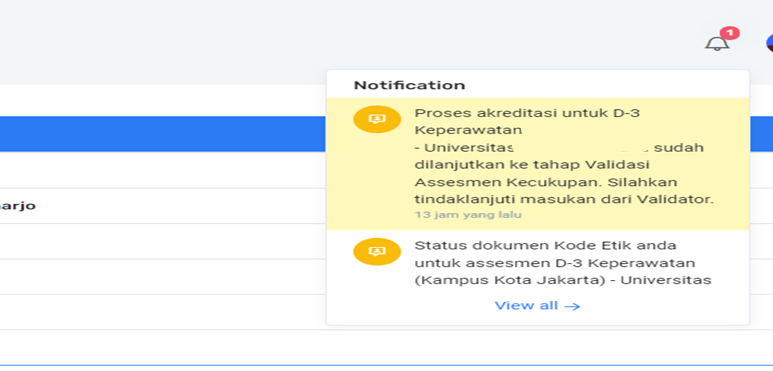 1
Notification
Proses akreditasi untuk D-3
Keperawatan
- Universitas sudah
dilanjutkan ke tahap Validasi
Asesmen Kecukupan. Silahkan
tindaklanjuti masukan dari Validator.
13 jam yang lalu
arjo
Status dokumen Kode Etik anda
untuk assesmen D-3 Keperawatan
(Kampus Kota Jakarta) - Universitas
View all →